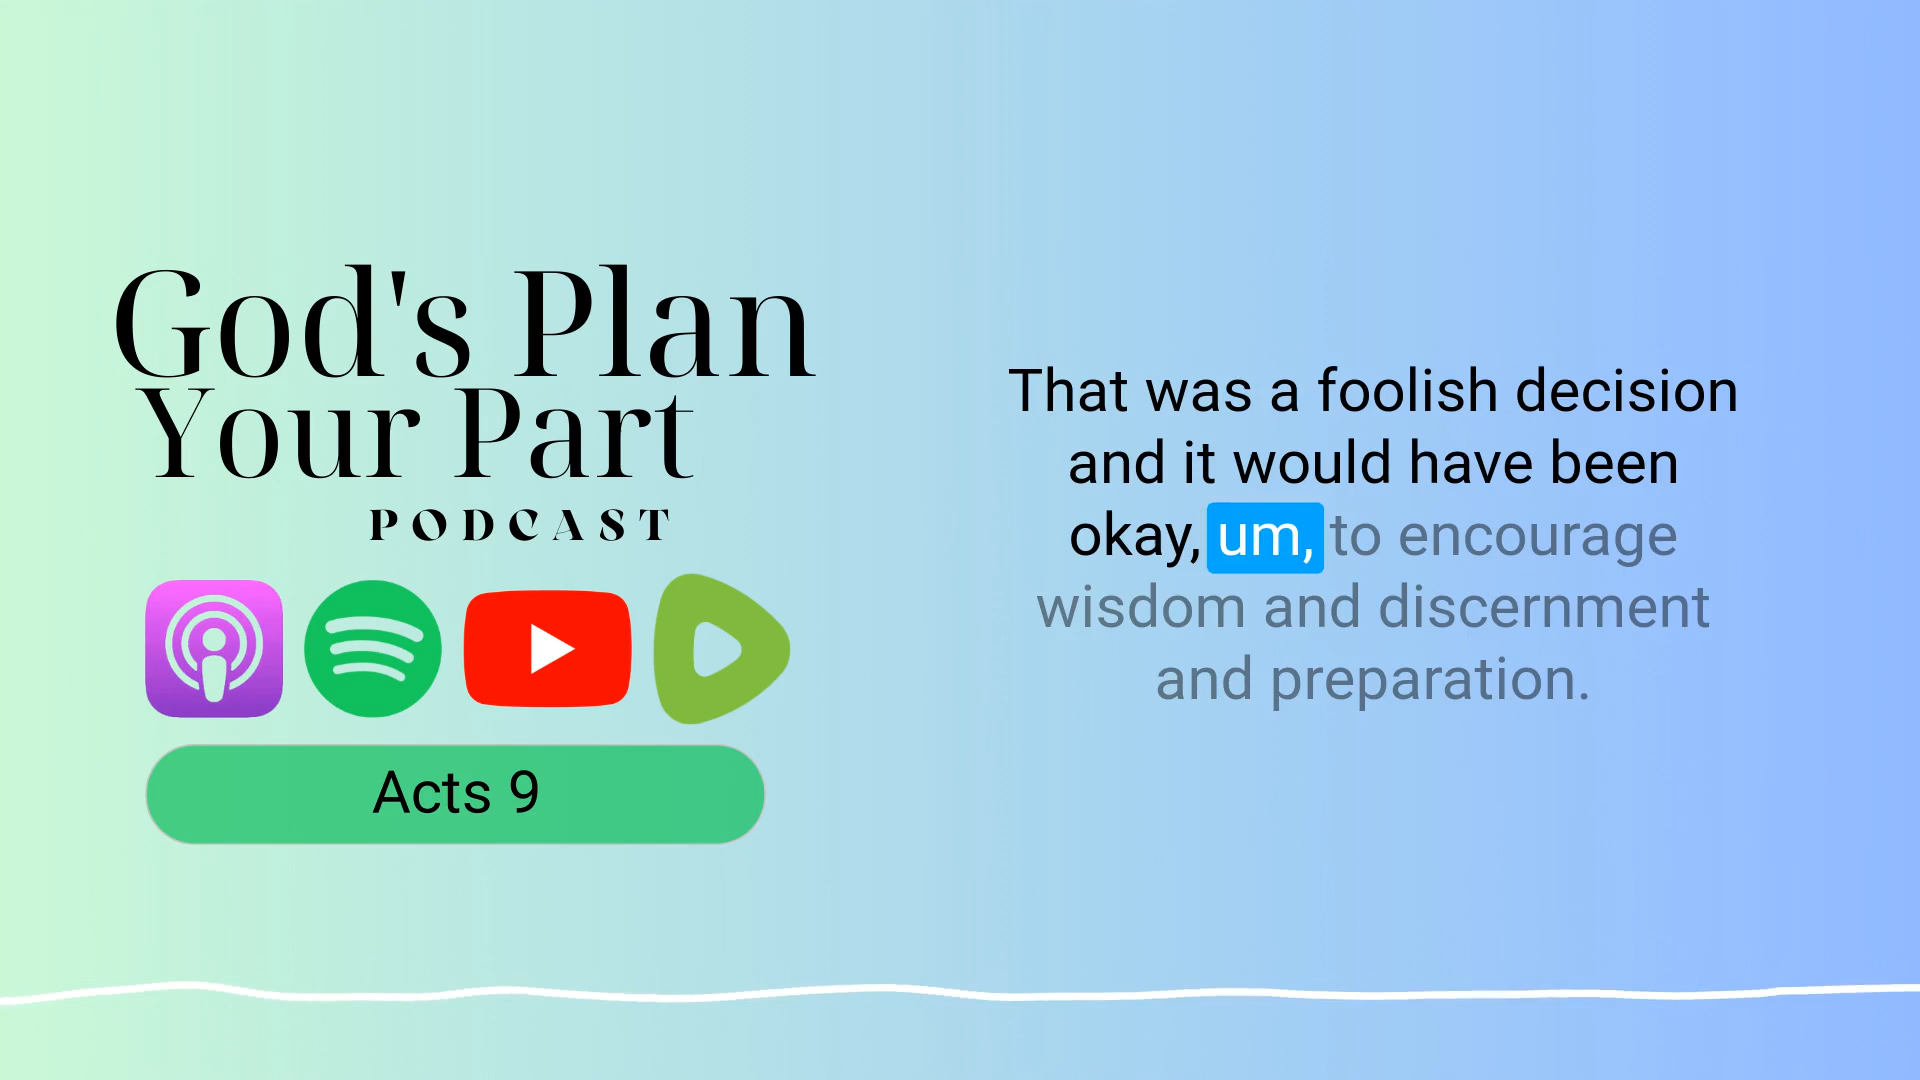 God's Plan
Your Part
PODCAST
Acts 9
That was a foolish decision
and it would have been
okay, um, to encourage
wisdom and discernment
and preparation.